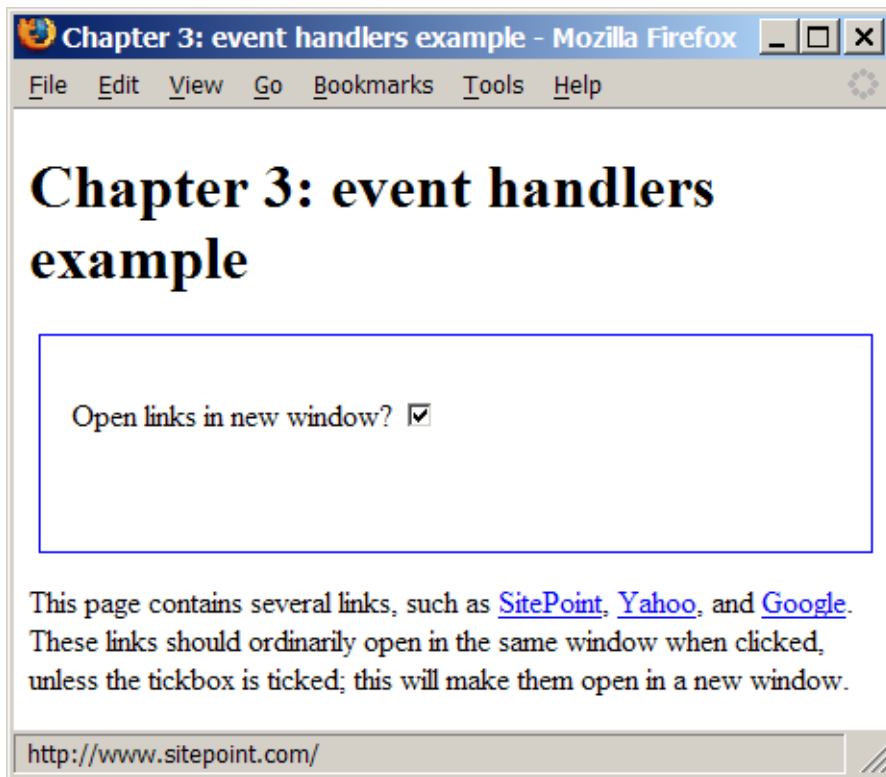 Chapter 3: event handlers example - Mozilla Firefox
File Edit View Go Bookmarks Tools Help
Chapter 3: event handlers
example
Open links in new window?
This page contains several links, such as SitePoint, Yahoo, and Google.
These links should ordinarily open in the same window when clicked,
unless the tickbox is ticked; this will make them open in a new window.
http://www.sitepoint.com/